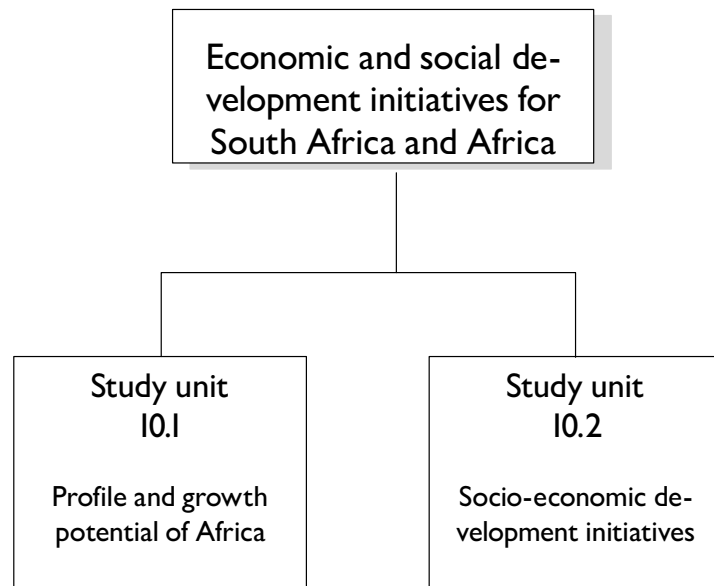 Economic and social de-
velopment initiatives for
South Africa and Africa
Study unit
10.1
Profile and growth
potential of Africa
Study unit
10.2
Socio-economic de-
velopment initiatives